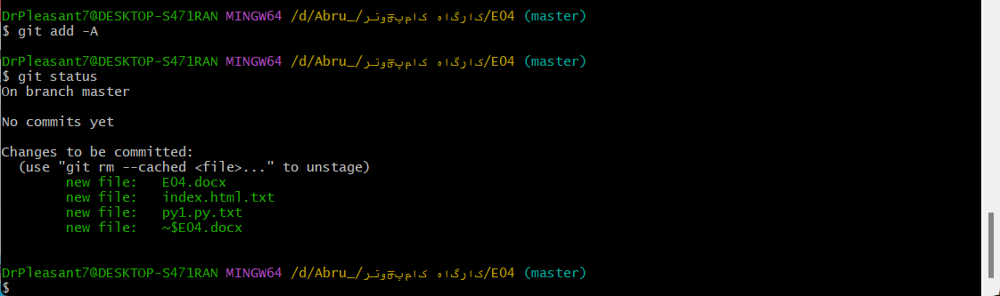 DrPleasant7@DESKTOP-S471RAN MINGW64 /d/Abru_/کارگاه کامپیوتر/E04 (master)
$ git add -A
DrPleasant7@DESKTOP-S471RAN MINGW64 /d/Abru_/کارگاه کامپیوتر/E04 (master)
$ git status
On branch master
No commits yet
Changes to be committed:
(use "git rm --cached <file>..." to unstage)
new file: E04.docx
new file: index.html.txt
new file: py1.py.txt
new file: ~$E04.docx
DrPleasant7@DESKTOP-S471RAN MINGW64 /d/Abru_/کارگاه کامپیوتر/E04 (master)
$